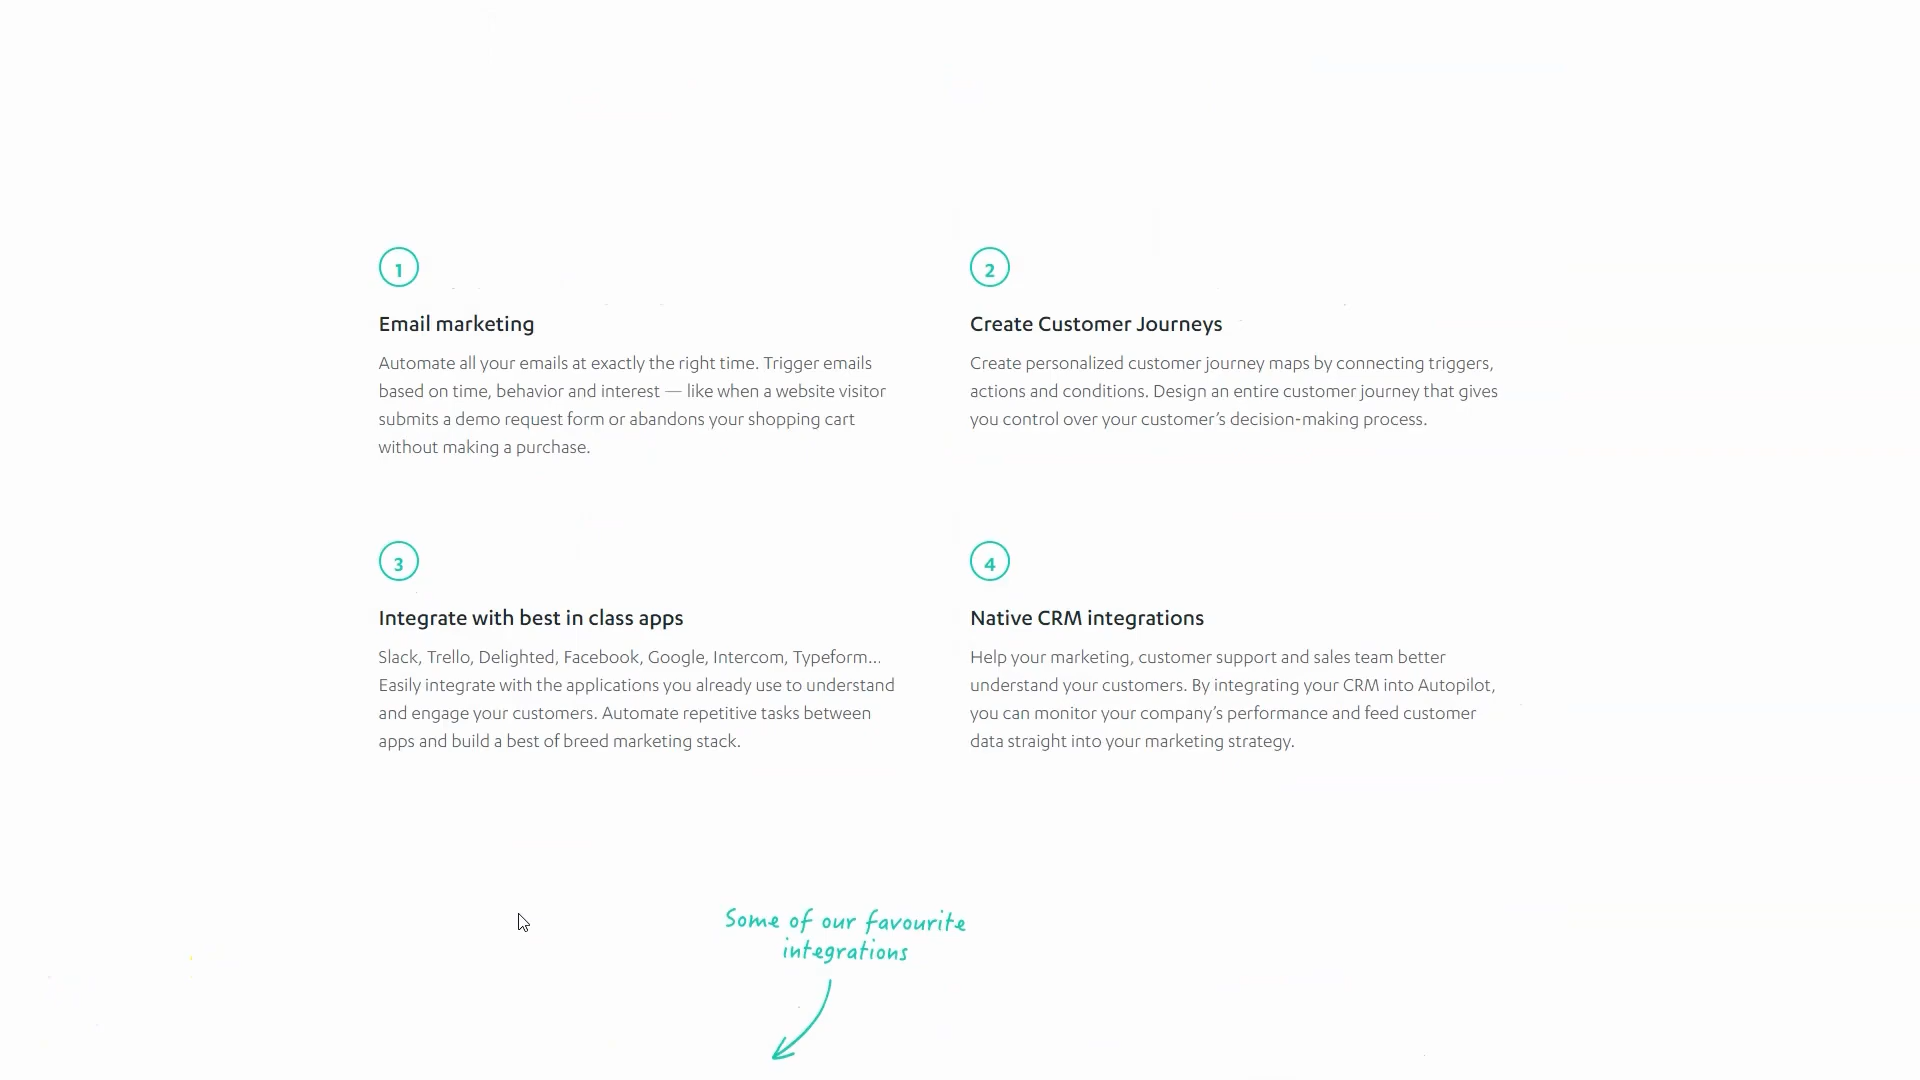 1
Email marketing
Automate all your emails at exactly the right time. Trigger emails
based on time, behavior and interest — like when a website visitor
submits a demo request form or abandons your shopping cart
without making a purchase.
2
Create Customer Journeys
Create personalized customer journey maps by connecting triggers,
actions and conditions. Design an entire customer journey that gives
you control over your customer’s decision-making process.
3
Integrate with best in class apps
Slack, Trello, Delighted, Facebook, Google, Intercom, Typeform...
Easily integrate with the applications you already use to understand
and engage your customers. Automate repetitive tasks between
apps and build a best of breed marketing stack.
4
Native CRM integrations
Help your marketing, customer support and sales team better
understand your customers. By integrating your CRM into Autopilot,
you can monitor your company’s performance and feed customer
data straight into your marketing strategy.
Some of our favourite
integrations